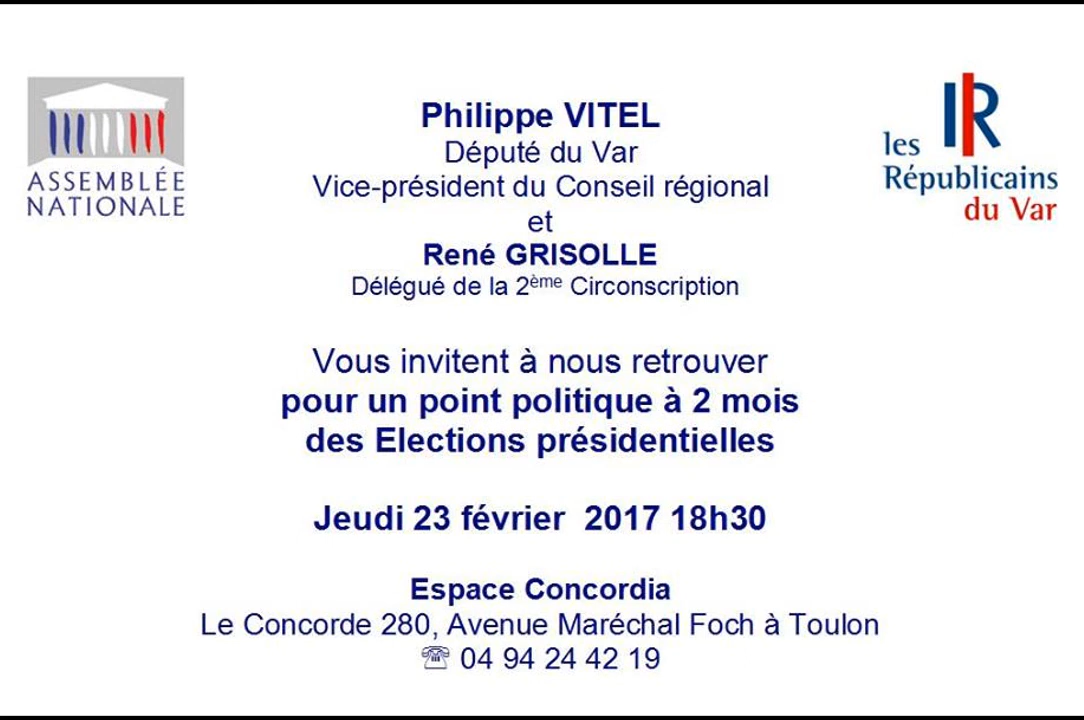 ASSEMBLÉE
NATIONALE
Philippe VITEL
Député du Var
Vice-président du Conseil régional
et
René GRISOLLE
Délégué de la 2ème Circonscription
lR
les
Républicains
du Var
Vous invitent à nous retrouver
pour un point politique à 2 mois
des Elections présidentielles
Jeudi 23 février  2017 18h30
Espace Concordia
Le Concorde 280, Avenue Maréchal Foch à Toulon
☏ 04 94 24 42 19